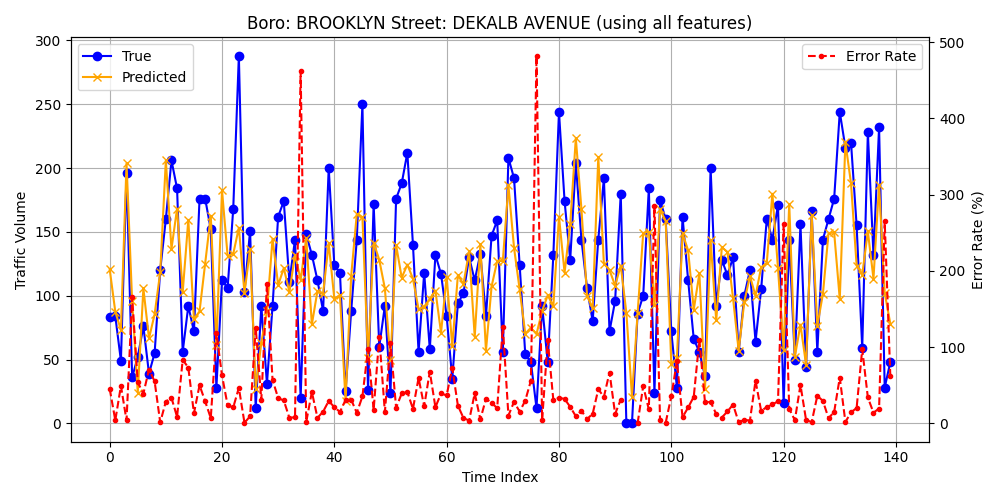 Boro: BROOKLYN Street: DEKALB AVENUE (using all features)
True
Predicted
Error Rate
300
250
200
150
100
50
0
Traffic Volume
500
400
300
200
100
0
Error Rate (%)
0 20 40 60 80 100 120 140
Time Index